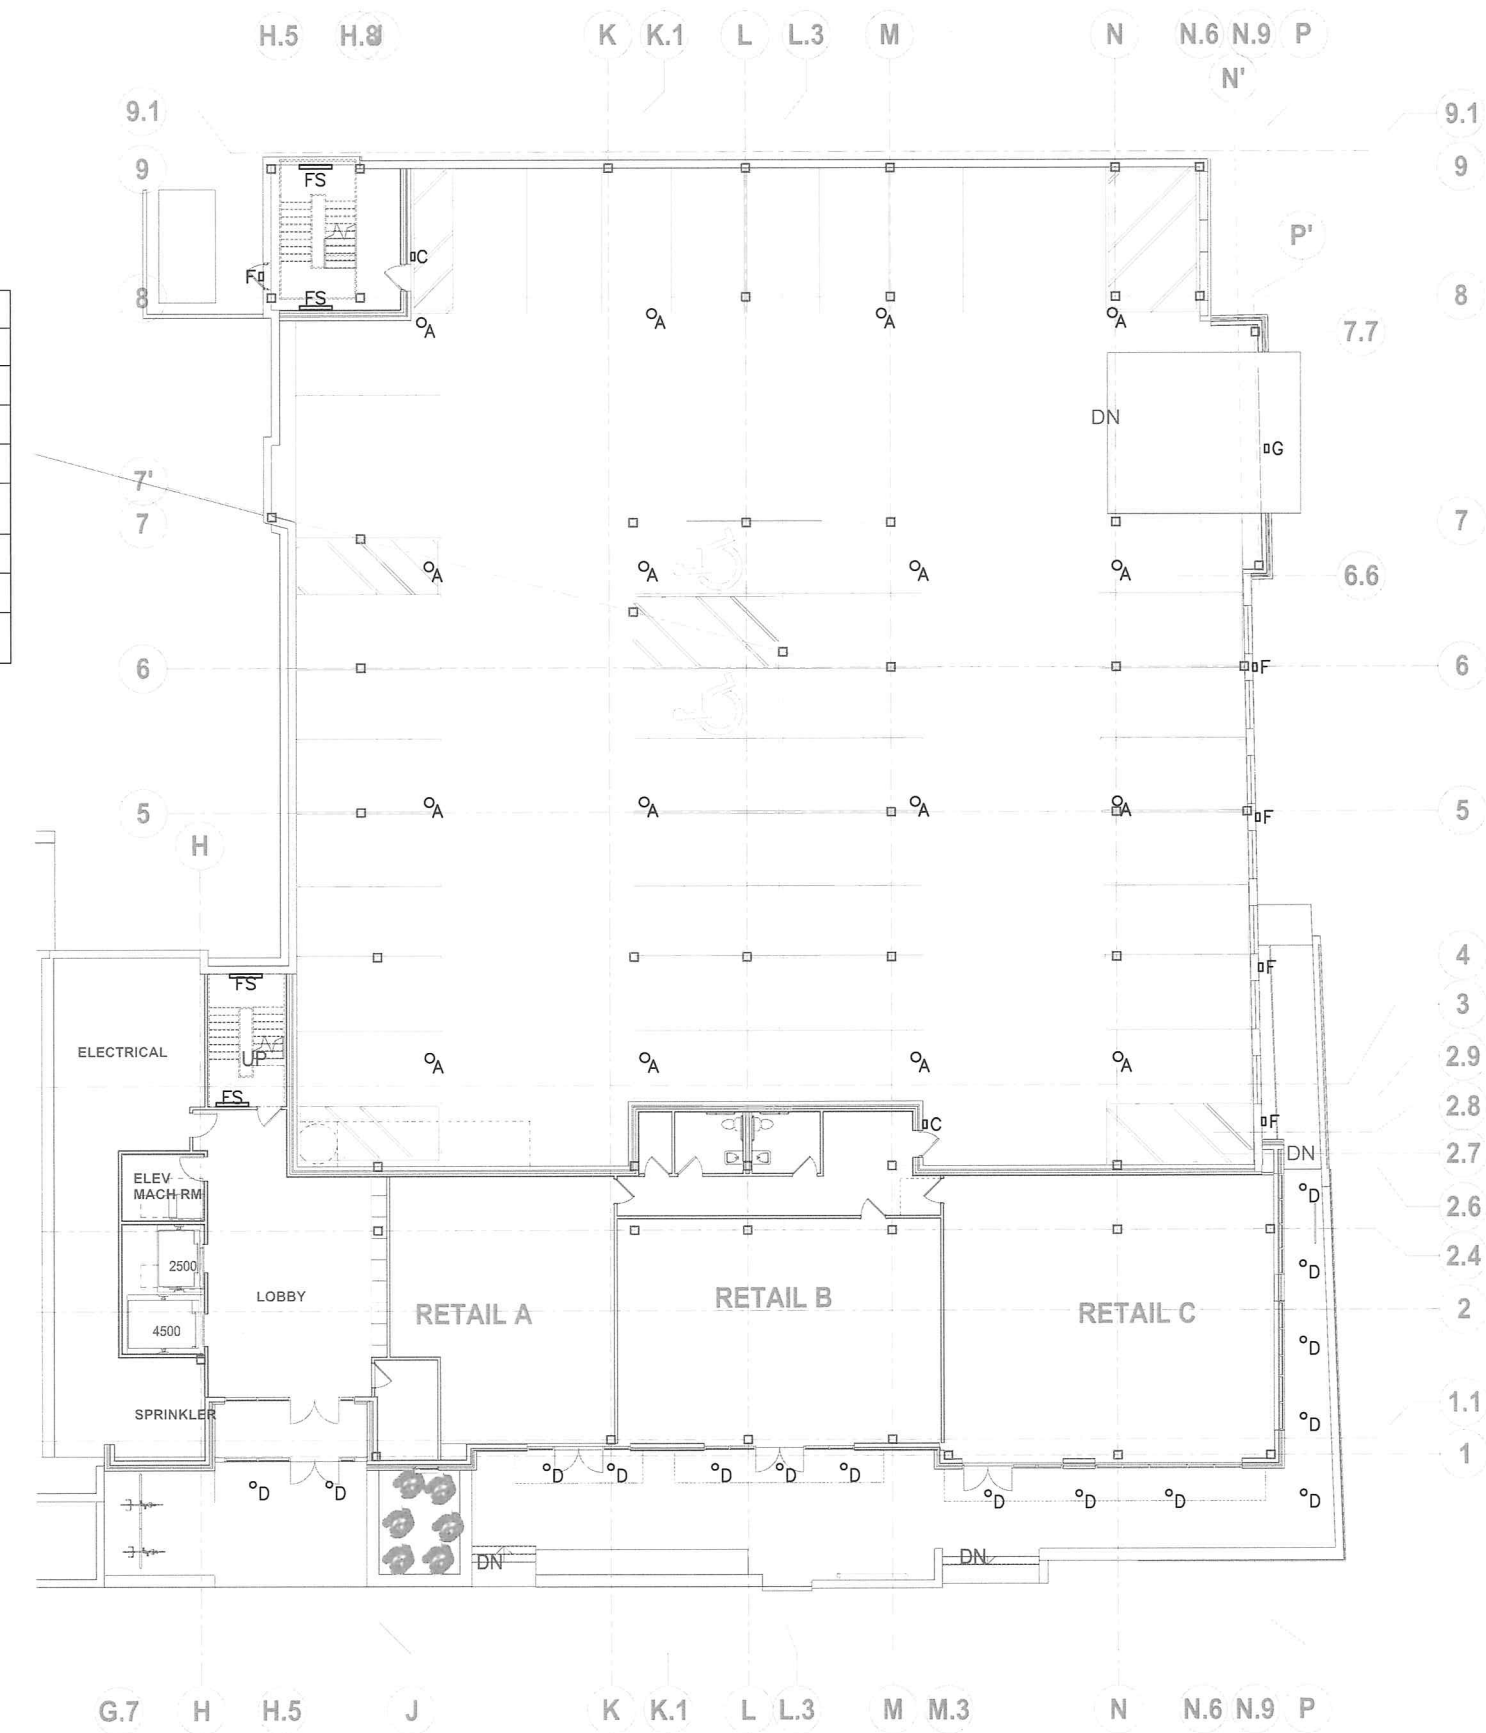 H.5 H.8 J K K.1 L L.3 M N N.6 N.9 P
N'
9.1 9.1
9 9
FS
P'
C
F
8 FS 8
A A A A
7.7
DN
G
7'
7 7
A A A A
6.6
6 F 6
A A A A
5 F 5
H
4
F
FS
3
ELECTRICAL
UP A A A A
2.9
FS
2.8
C F
DN 2.7
ELEV
MACH RM
D
2.6
2.4
2500 D
LOBBY RETAIL A RETAIL B RETAIL C 2
4500
D
1.1
SPRINKLER
D
1
D D D D D
D D D D D D
DN DN
G.7 H H.5 J K K.1 L L.3 M M.3 N N.6 N.9 P